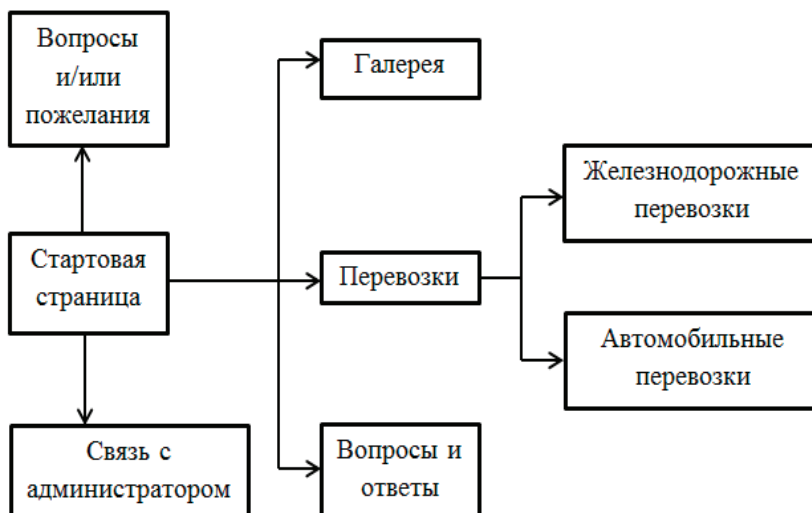 Вопросы
и/или
пожелания
Галерея
Железнодорожные
перевозки
Стартовая
страница
Перевозки
Автомобильные
перевозки
Связь с
администратором
Вопросы и
ответы